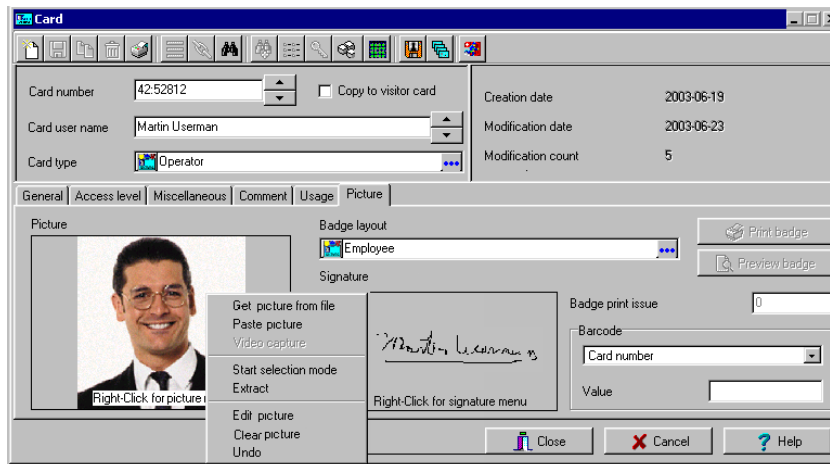 Card
Card number
42:52812
Copy to visitor card
Creation date
2003-06-19
Card user name
Martin Userman
Modification date
2003-06-23
Card type
Operator
Modification count
5
General Access level Miscellaneous Comment Usage Picture
Picture
Badge layout
Print badge
Employee
Preview badge
Signature
Get picture from file
Paste picture
Video capture
Start selection mode
Extract
Edit picture
Clear picture
Undo
Right-Click for picture
Martin Userman
Right-Click for signature menu
Badge print issue
0
Barcode
Card number
Value
Close
Cancel
Help